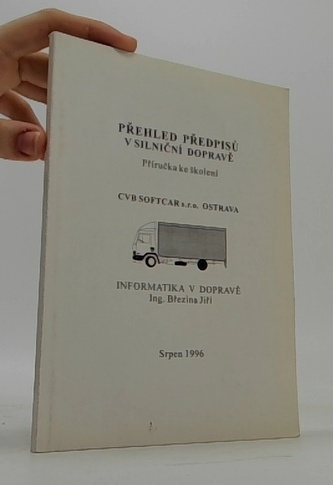 PŘEHLED PŘEDPISŮ
V SILNIČNÍ DOPRAVĚ
Příručka ke školení
CVB SOFTCAR s.r.o. OSTRAVA
INFORMATIKA V DOPRAVĚ
Ing. Březina Jiří
Srpen 1996